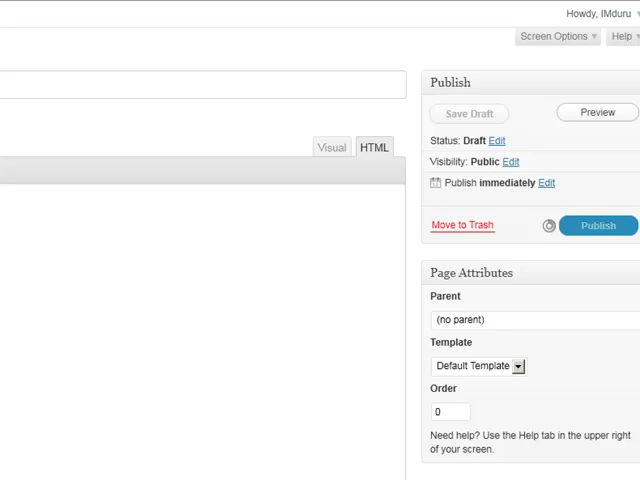 Howdy, IMduru
Screen Options Help
Publish
Save Draft Preview
Visual HTML
Status: Draft Edit
Visibility: Public Edit
Publish immediately Edit
Move to Trash Publish
Page Attributes
Parent
(no parent)
Template
Default Template
Order
0
Need help? Use the Help tab in the upper right
of your screen.